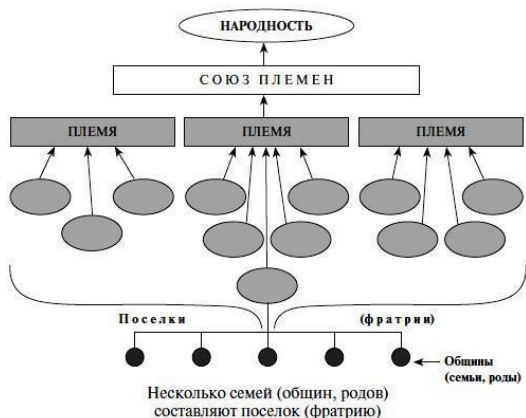 НАРОДНОСТЬ
СОЮЗ ПЛЕМЕН
ПЛЕМЯ ПЛЕМЯ ПЛЕМЯ
Поселки (фратрии)
Общины
(семьи, роды)
Несколько семей (общин, родов)
составляют поселок (фратрию)